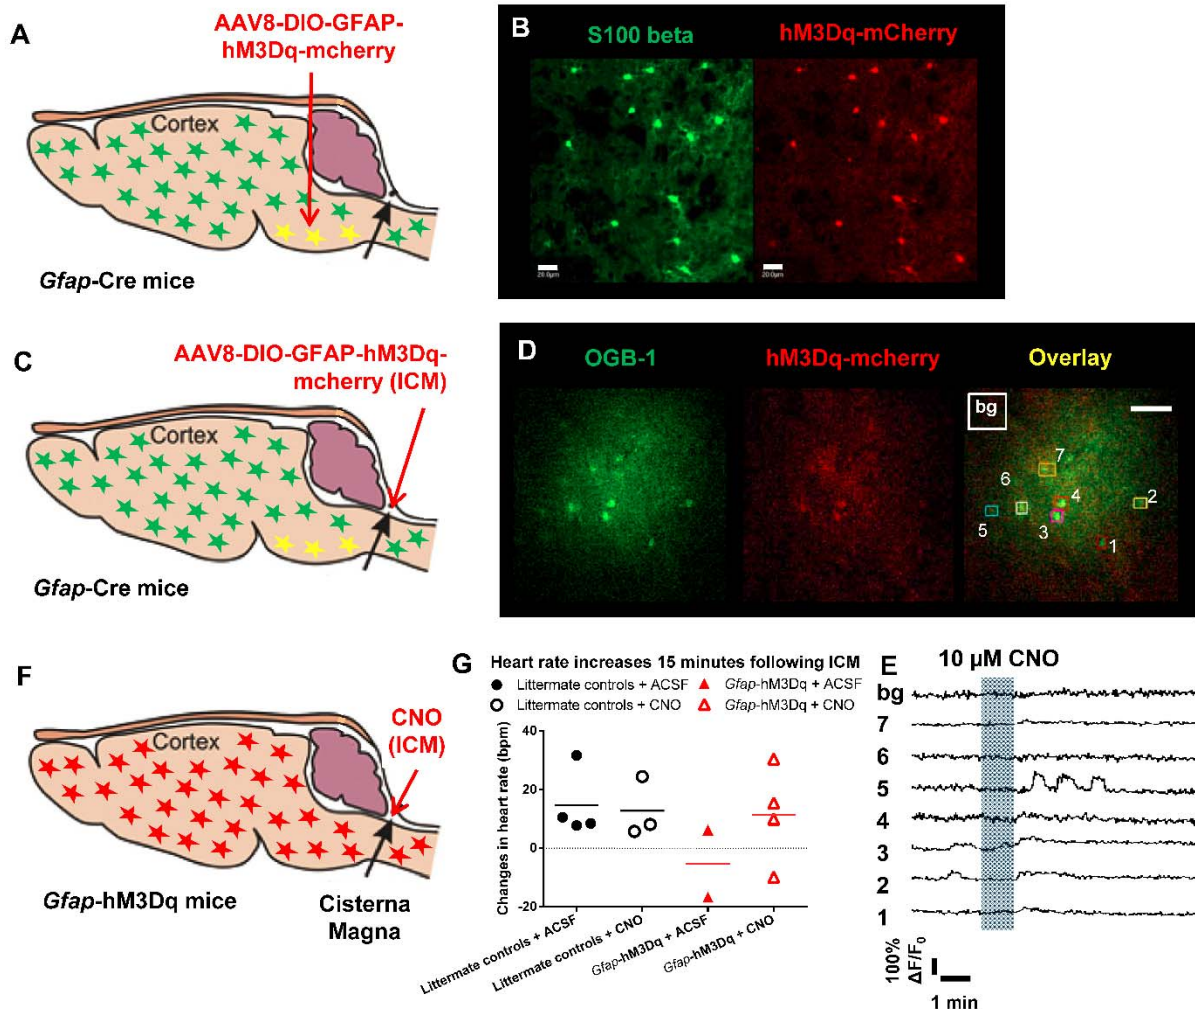 A
AAV8-DIO-GFAP-
hM3Dq-mcherry
Cortex
Gfap-Cre mice
B
S100 beta
hM3Dq-mCherry
20.0µm
20.0µm
C
AAV8-DIO-GFAP-hM3Dq-
mcherry (ICM)
Cortex
Gfap-Cre mice
D
OGB-1
hM3Dq-mcherry
Overlay
bg
7
6
4
2
5
3
1
F
CNO
(ICM)
Cortex
Gfap-hM3Dq mice
Cisterna
Magna
G
Heart rate increases 15 minutes following ICM
Littermate controls + ACSF
Gfap-hM3Dq + ACSF
Littermate controls + CNO
Gfap-hM3Dq + CNO
Changes in heart rate (bpm)
40
20
0
-20
Littermate controls + ACSF
Littermate controls + CNO
Gfap-hM3Dq + ACSF
Gfap-hM3Dq + CNO
E
10 µM CNO
bg
7
6
5
4
3
2
1
100%
ΔF/F0
1 min